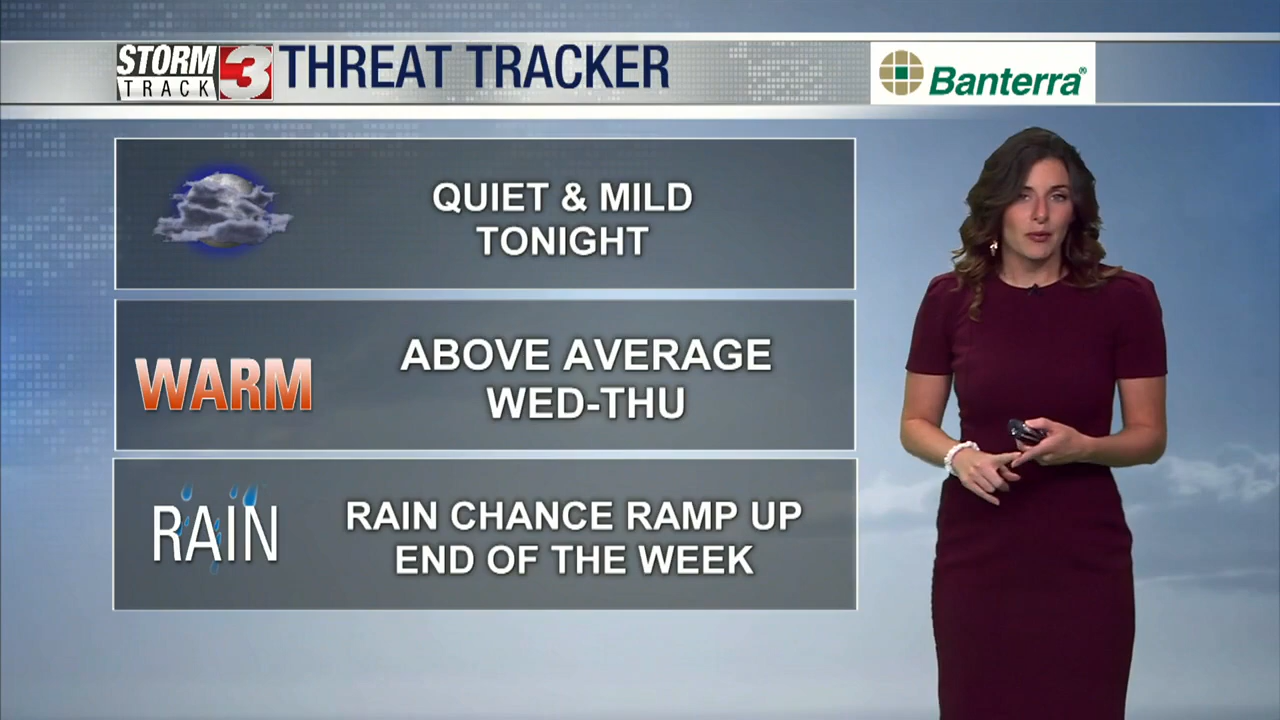 STORM
TRACK
3
THREAT TRACKER
Banterra®
QUIET & MILD
TONIGHT
WARM
ABOVE AVERAGE
WED-THU
RAIN
RAIN CHANCE RAMP UP
END OF THE WEEK